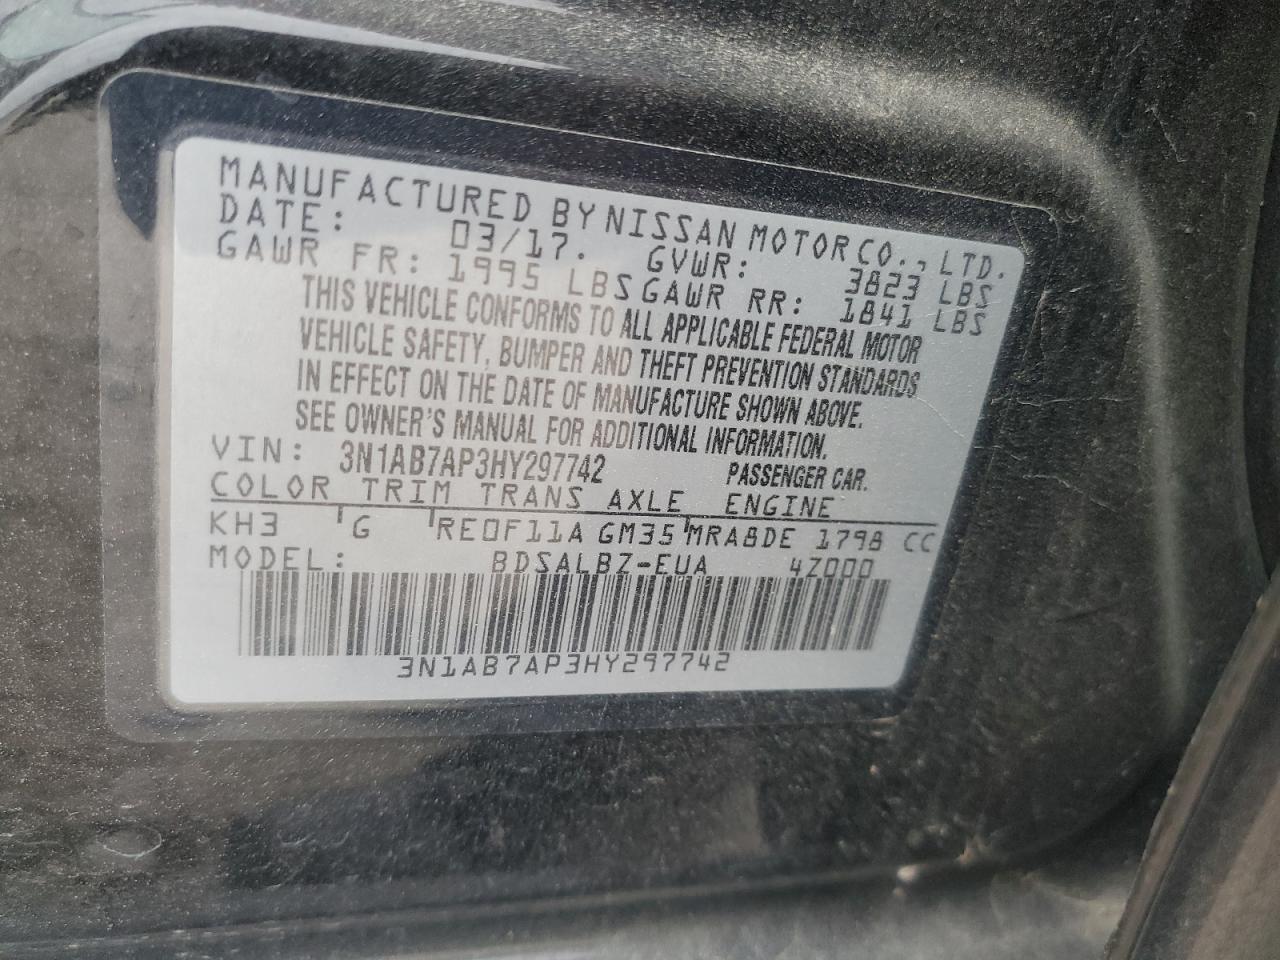 MANUFACTURED BY NISSAN MOTOR CO., LTD.
DATE: 03/17. GVWR: 3823 LBS
GAWR FR: 1995 LBS GAWR RR: 1841 LBS
THIS VEHICLE CONFORMS TO ALL APPLICABLE FEDERAL MOTOR
VEHICLE SAFETY, BUMPER AND THEFT PREVENTION STANDARDS
IN EFFECT ON THE DATE OF MANUFACTURE SHOWN ABOVE.
SEE OWNER'S MANUAL FOR ADDITIONAL INFORMATION.
VIN: 3N1AB7AP3HY297742 PASSENGER CAR.
COLOR TRIM TRANS AXLE ENGINE
KH3 G RE0F11A GM35 MRA8DE 1798 CC
MODEL: BDSALBZ-EUA 4Z000
3N1AB7AP3HY297742